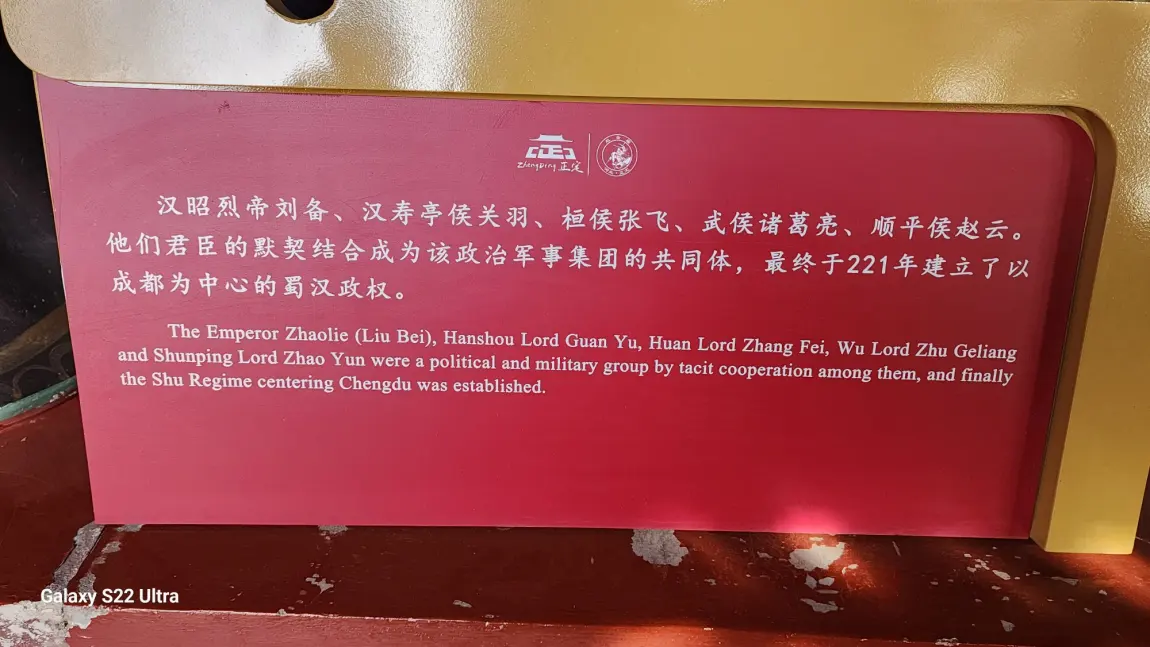 ZhengDing 正定
汉昭烈帝刘备、汉寿亭侯关羽、桓侯张飞、武侯诸葛亮、顺平侯赵云。
他们君臣的默契结合成为该政治军事集团的共同体，最终于221年建立了以
成都为中心的蜀汉政权。
The Emperor Zhaolie (Liu Bei), Hanshou Lord Guan Yu, Huan Lord Zhang Fei, Wu Lord Zhu Geliang
and Shunping Lord Zhao Yun were a political and military group by tacit cooperation among them, and finally
the Shu Regime centering Chengdu was established.
Galaxy S22 Ultra